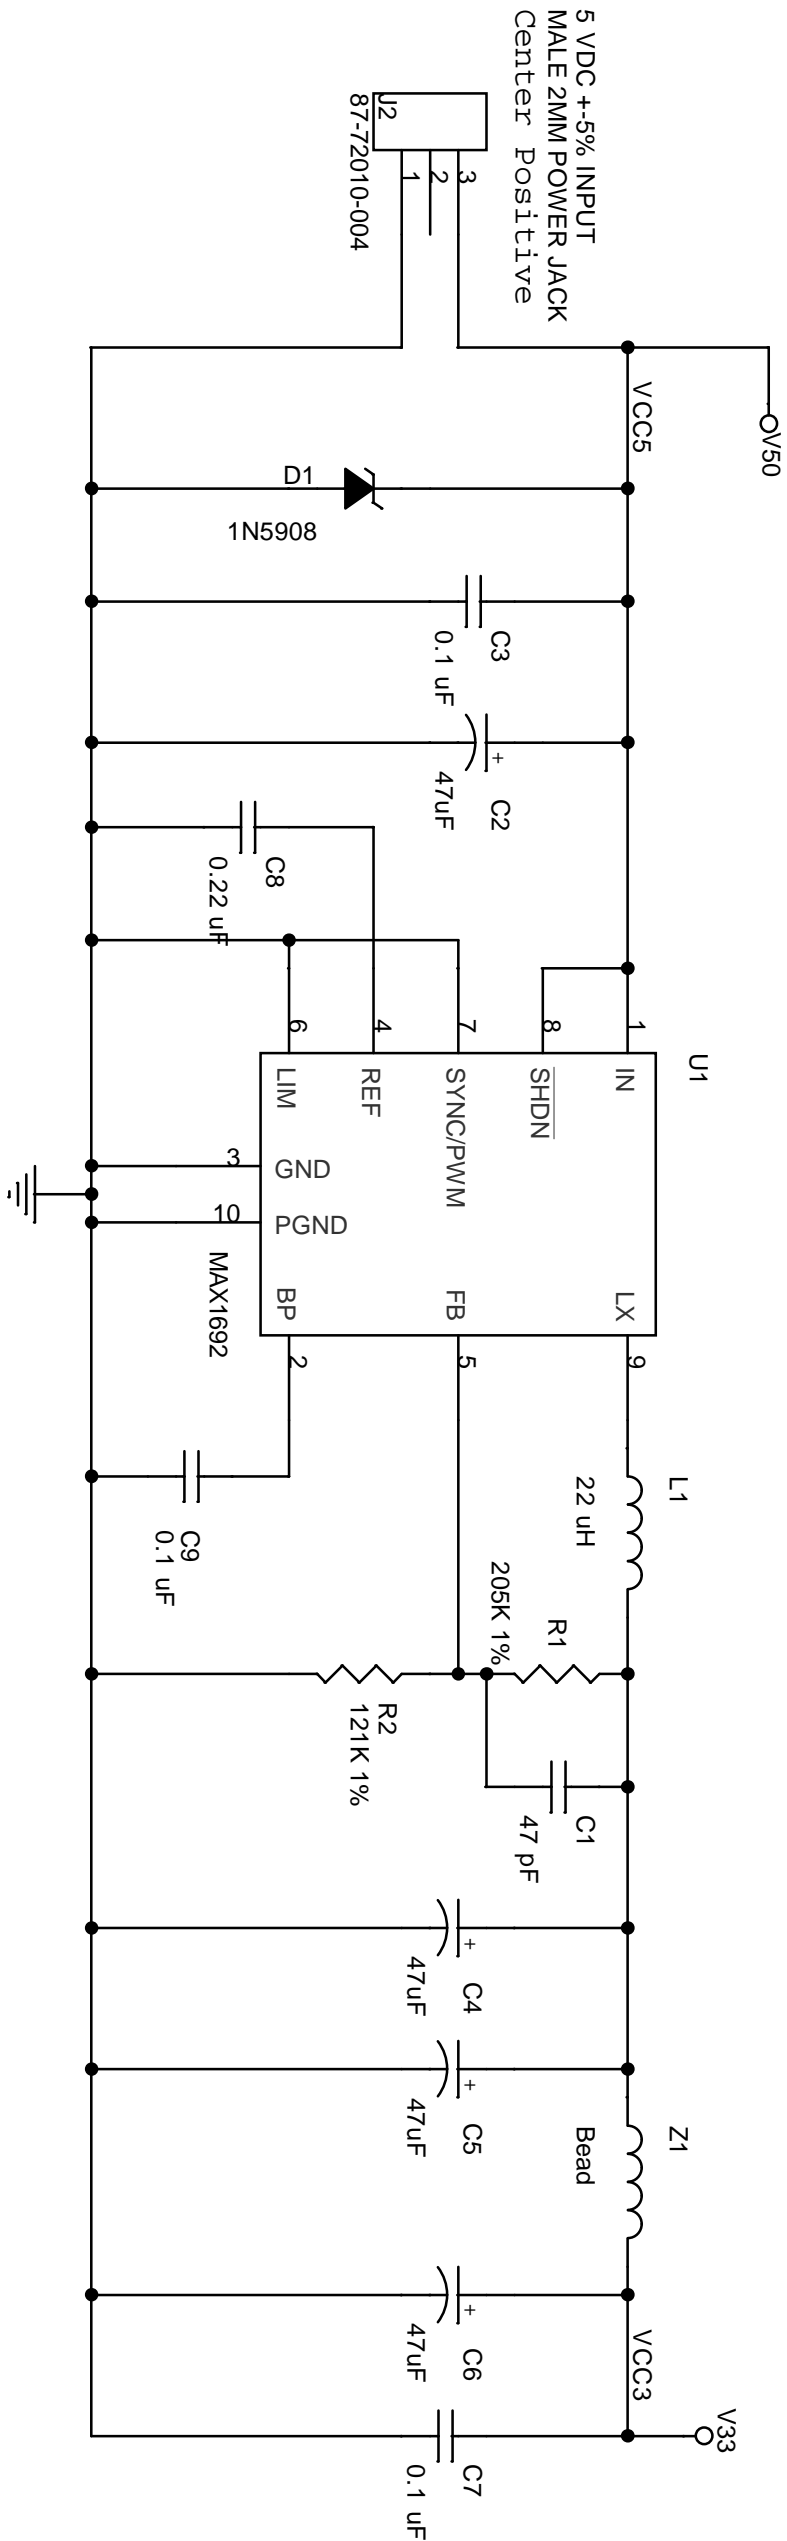 5 VDC +-5% INPUT
MALE 2MM POWER JACK
Center Positive
J2
87-72010-004
1
2
3
V50
VCC5
D1
1N5908
C3
0.1 uF
C2
47uF
C8
0.22 uF
U1
1
IN
8
SHDN
7
SYNC/PWM
4
REF
6
LIM
3
GND
10
PGND
LX
9
FB
5
BP
2
MAX1692
L1
22 uH
C9
0.1 uF
R1
205K 1%
R2
121K 1%
C1
47 pF
+
C4
47uF
+
C5
47uF
Z1
Bead
+
C6
47uF
VCC3
V33
C7
0.1 uF
+